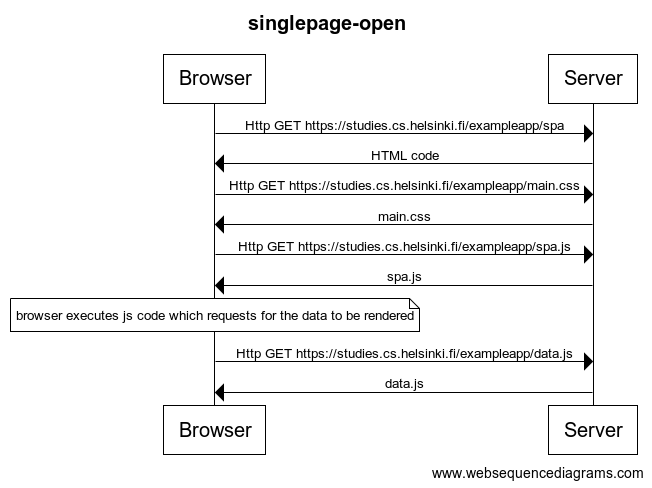 singlepage-open
Browser
Server
Http GET https://studies.cs.helsinki.fi/exampleapp/spa
HTML code
Http GET https://studies.cs.helsinki.fi/exampleapp/main.css
main.css
Http GET https://studies.cs.helsinki.fi/exampleapp/spa.js
spa.js
browser executes js code which requests for the data to be rendered
Http GET https://studies.cs.helsinki.fi/exampleapp/data.js
data.js
Browser
Server
www.websequencediagrams.com